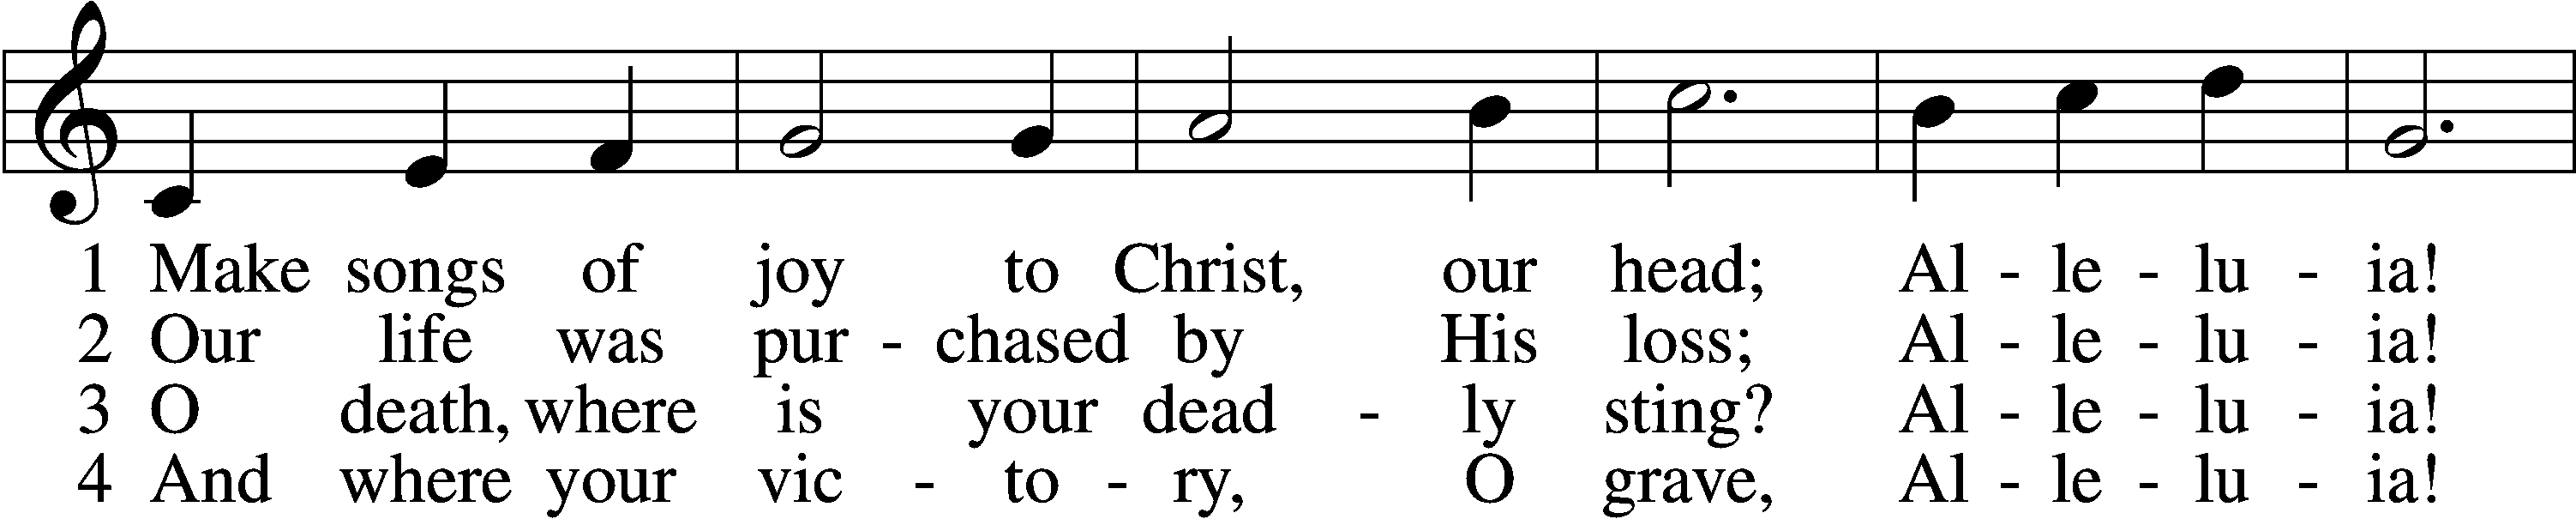 1 Make songs of joy to Christ, our head; Al - le - lu - ia!
2 Our life was pur - chased by His loss; Al - le - lu - ia!
3 O death, where is your dead - ly sting? Al - le - lu - ia!
4 And where your vic - to - ry, O grave, Al - le - lu - ia!